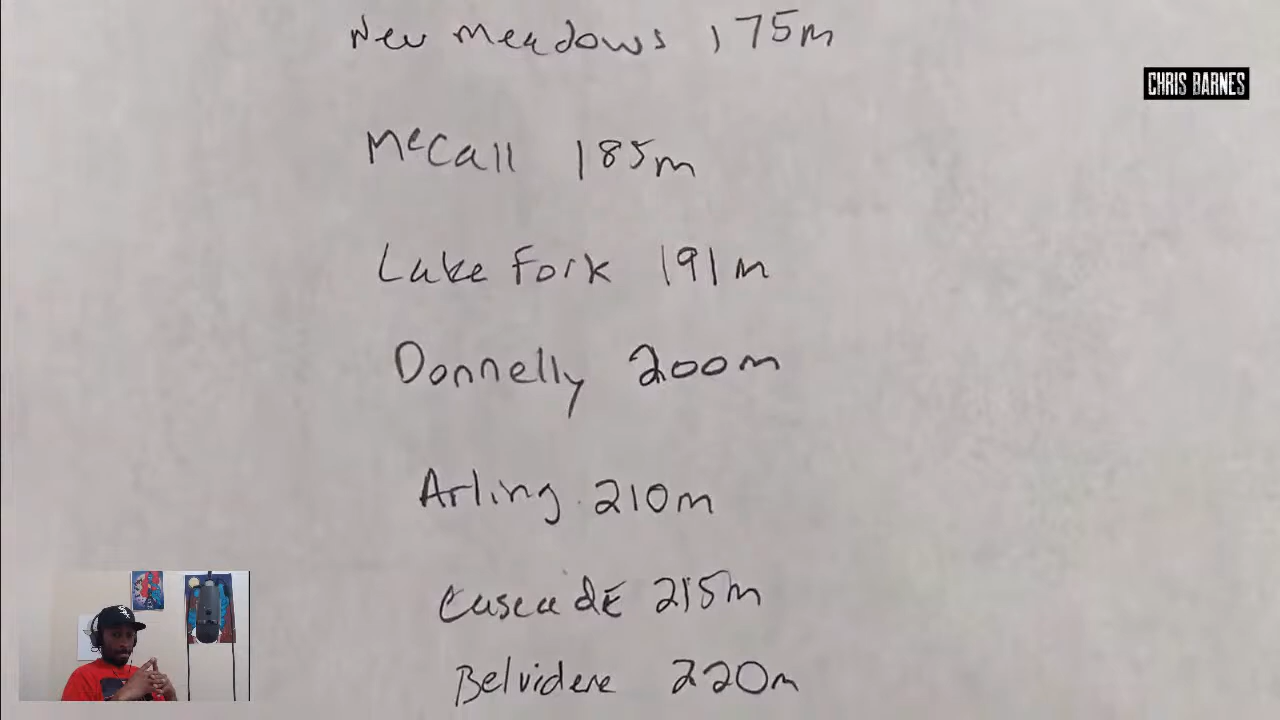 New Meadows 175m
CHRIS BARNES
McCall 185m
Lake Fork 191m
Donnelly 200m
Arling 210m
CascadE 215m
Belvidere 220m